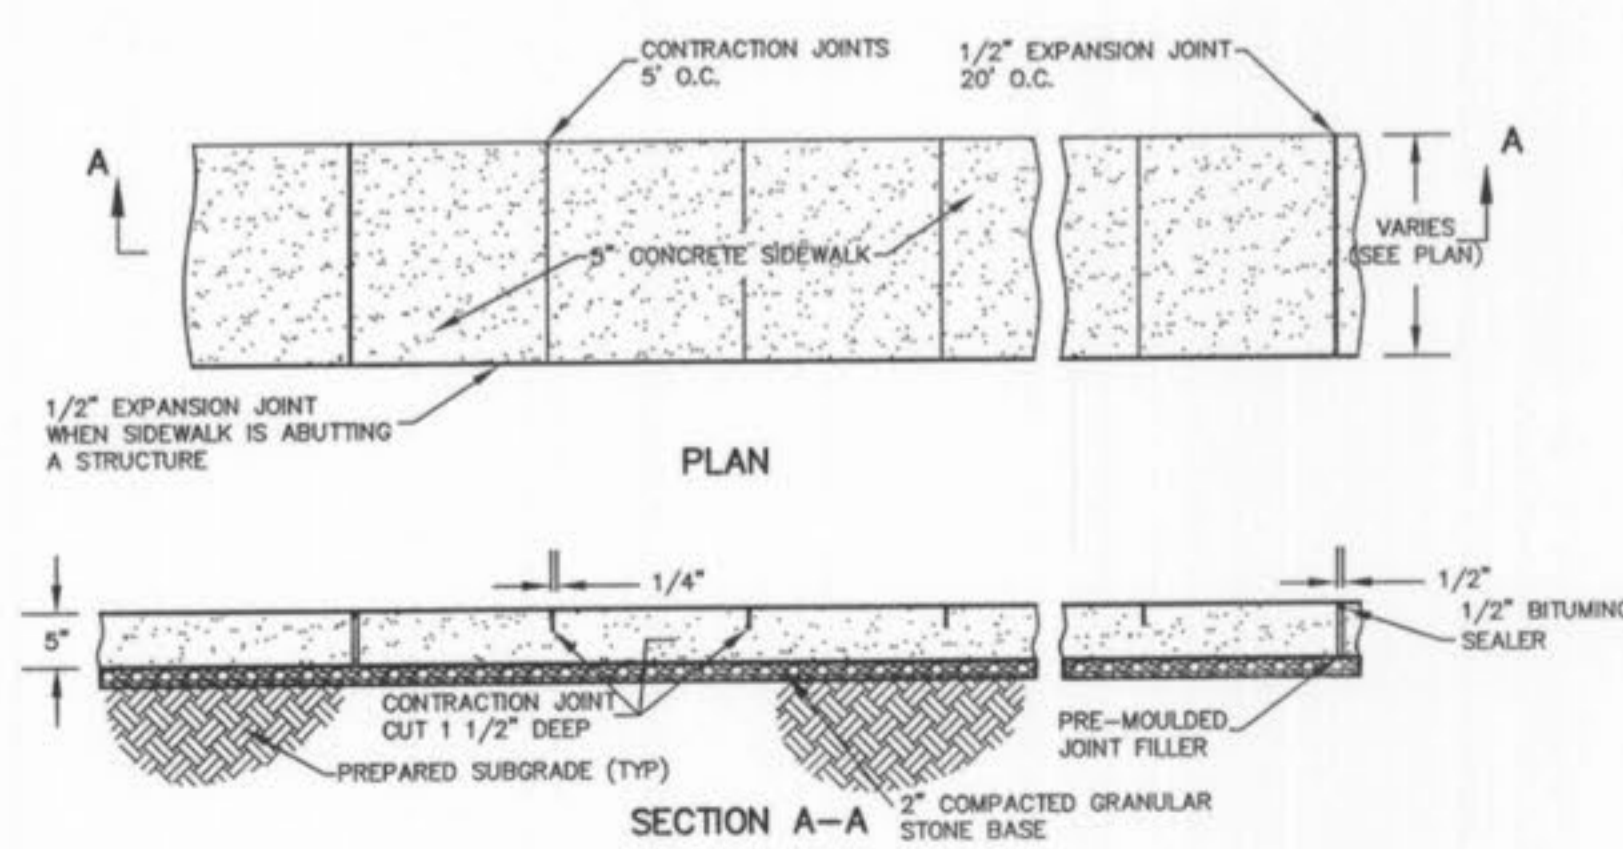 CONTRACTION JOINTS
5' O.C.
1/2" EXPANSION JOINT
20' O.C.
A
A
VARIES
(SEE PLAN)
5" CONCRETE SIDEWALK
1/2" EXPANSION JOINT
WHEN SIDEWALK IS ABUTTING
A STRUCTURE
PLAN
1/4"
1/2"
1/2" BITUMING
SEALER
5"
CONTRACTION JOINT
CUT 1 1/2" DEEP
PRE-MOULDED
JOINT FILLER
PREPARED SUBGRADE (TYP)
2" COMPACTED GRANULAR
STONE BASE
SECTION A-A